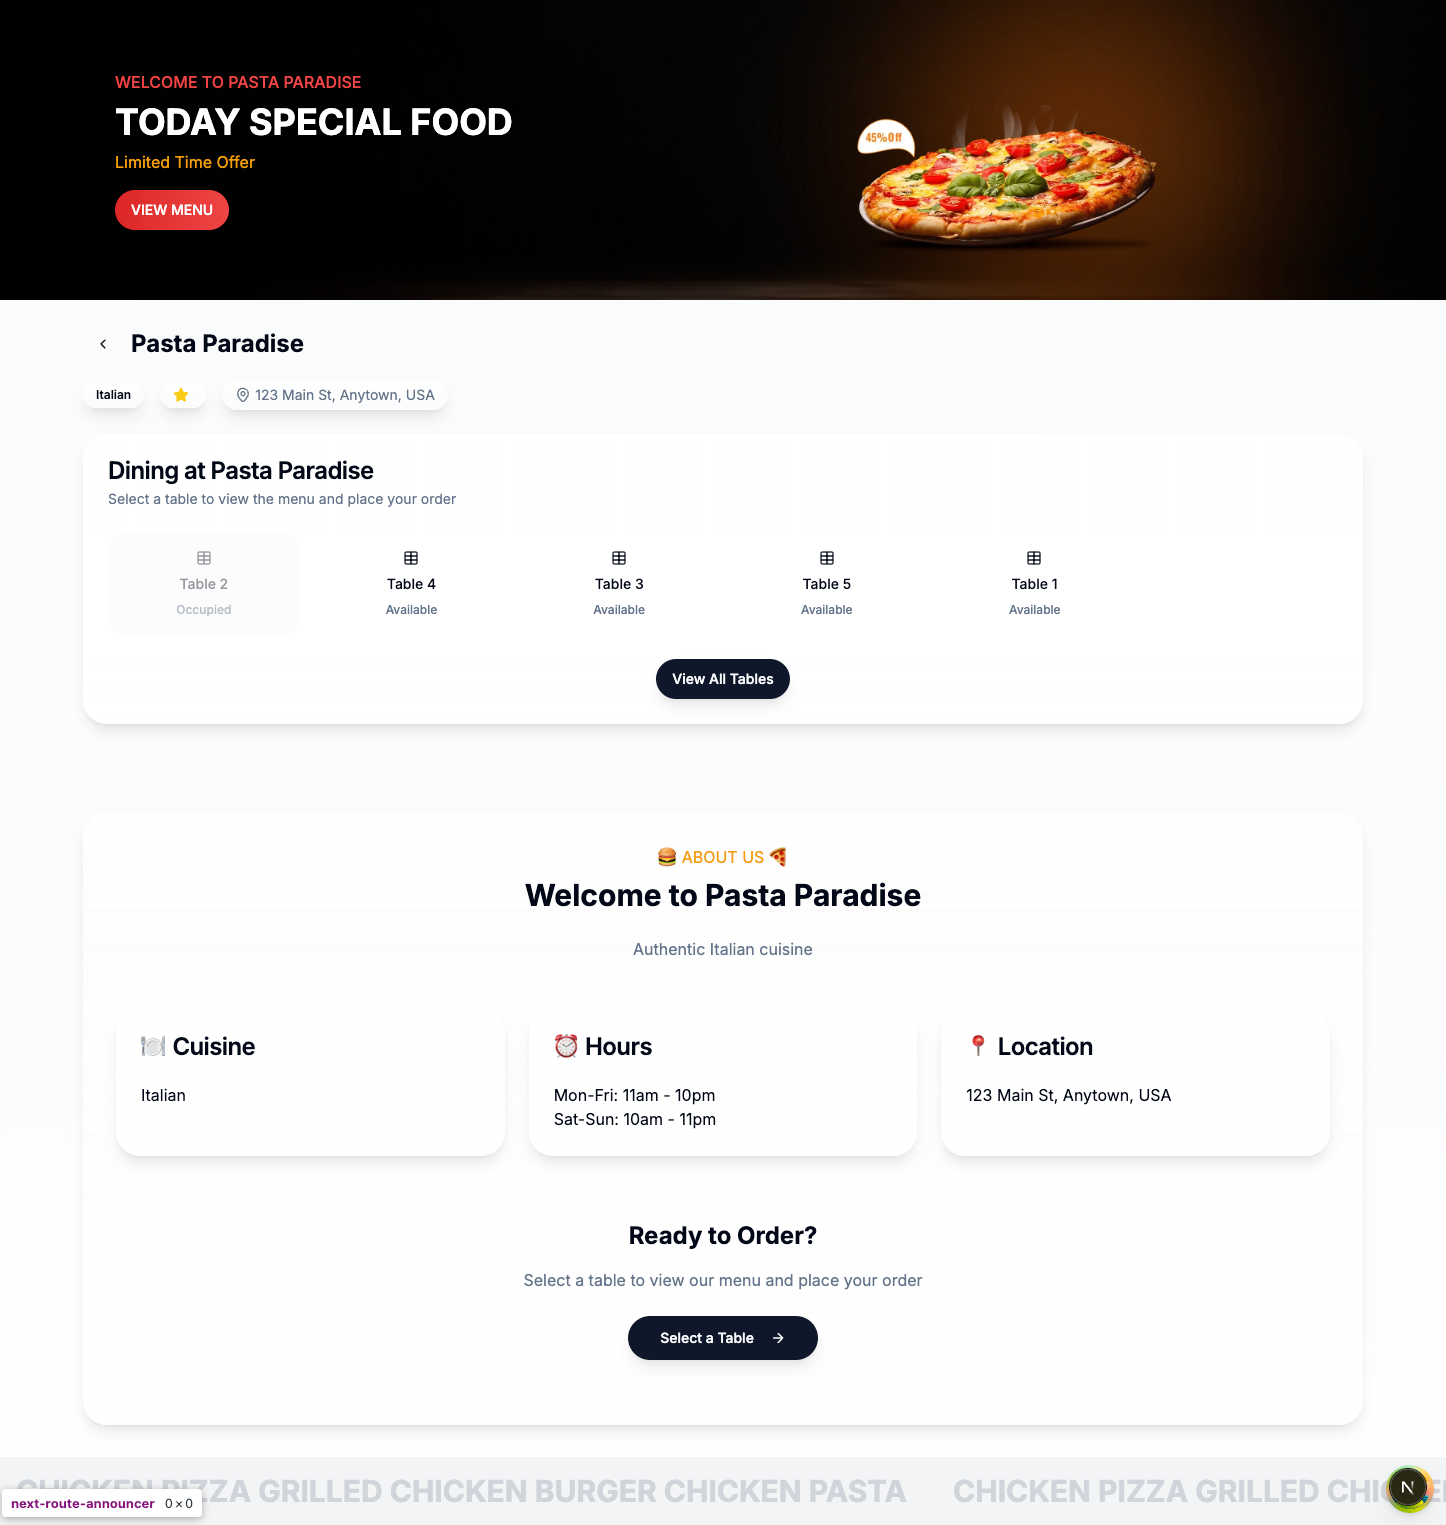 WELCOME TO PASTA PARADISE
TODAY SPECIAL FOOD
Limited Time Offer
VIEW MENU
45%Off
Pasta Paradise
Italian
123 Main St, Anytown, USA
Dining at Pasta Paradise
Select a table to view the menu and place your order
Table 2
Occupied
Table 4
Available
Table 3
Available
Table 5
Available
Table 1
Available
View All Tables
🍔 ABOUT US 🍕
Welcome to Pasta Paradise
Authentic Italian cuisine
🍽️ Cuisine
Italian
⏰ Hours
Mon-Fri: 11am - 10pm
Sat-Sun: 10am - 11pm
📍 Location
123 Main St, Anytown, USA
Ready to Order?
Select a table to view our menu and place your order
Select a Table
CHICKEN PIZZA GRILLED CHICKEN BURGER CHICKEN PASTA CHICKEN PIZZA GRILLED
next-route-announcer 0×0
N